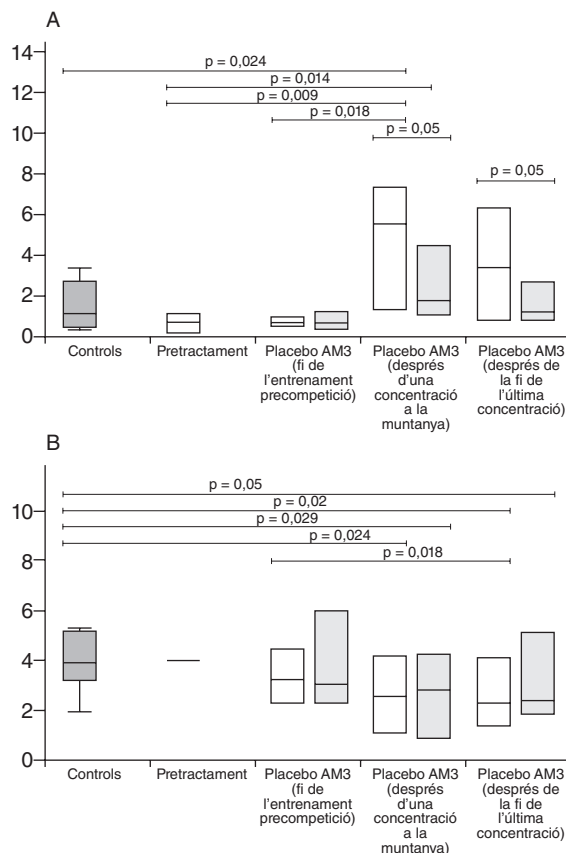 A
14
12
10
8
6
4
2
0
p = 0,024
p = 0,014
p = 0,009
p = 0,018
p = 0,05
p = 0,05
Controls
Pretractament
Placebo AM3
(fi de
l'entrenament
precompetició)
Placebo AM3
(després
d'una
concentració
a la
muntanya)
Placebo AM3
(després de
la fi de
l'última
concentració)
B
10
8
6
4
2
0
p = 0,05
p = 0,02
p = 0,029
p = 0,024
p = 0,018
Controls
Pretractament
Placebo AM3
(fi de
l'entrenament
precompetició)
Placebo AM3
(després
d'una
concentració
a la
muntanya)
Placebo AM3
(després de
la fi de
l'última
concentració)